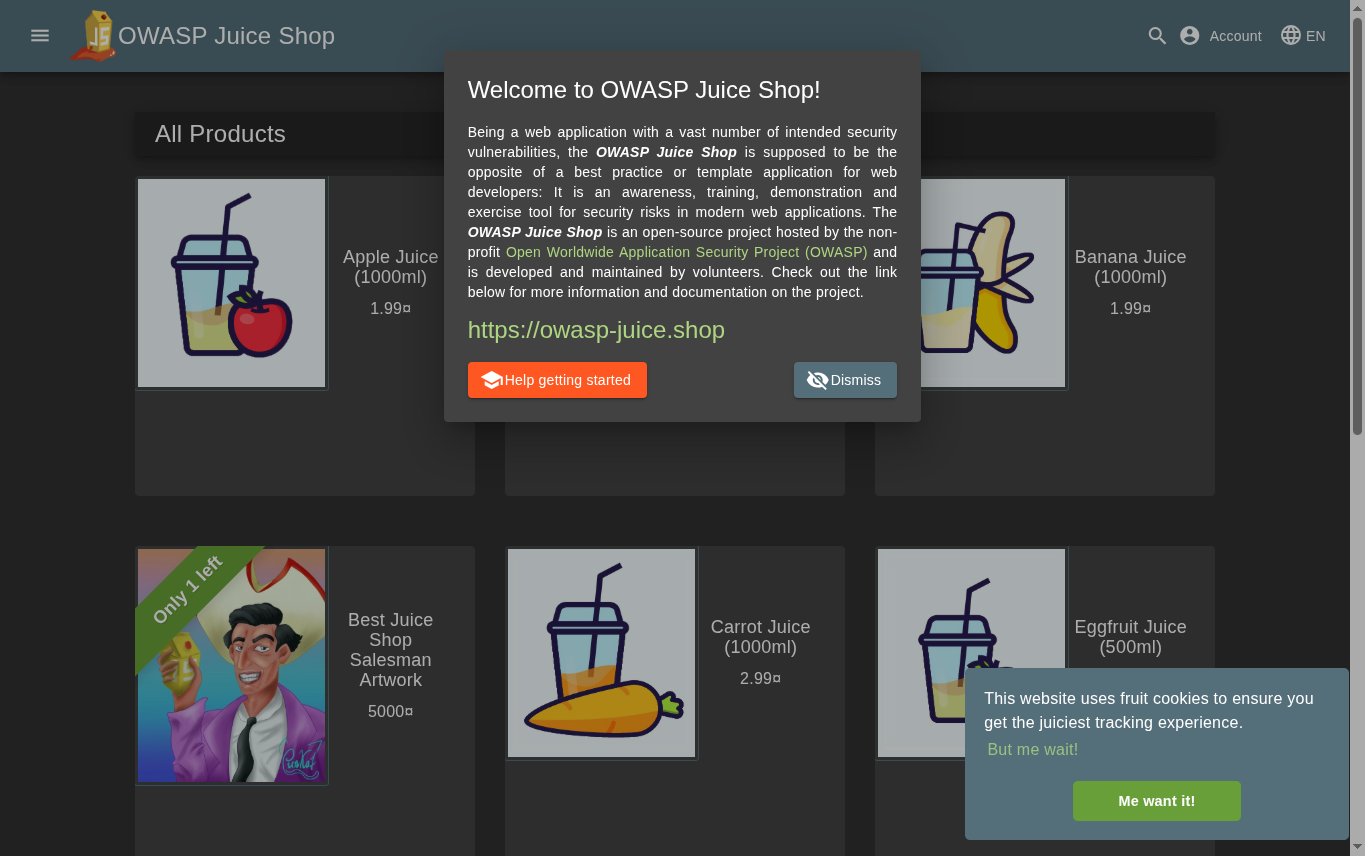 OWASP Juice Shop
Account
EN
Welcome to OWASP Juice Shop!
Being a web application with a vast number of intended security
vulnerabilities, the OWASP Juice Shop is supposed to be the
opposite of a best practice or template application for web
developers: It is an awareness, training, demonstration and
exercise tool for security risks in modern web applications. The
OWASP Juice Shop is an open-source project hosted by the non-
profit Open Worldwide Application Security Project (OWASP) and
is developed and maintained by volunteers. Check out the link
below for more information and documentation on the project.
https://owasp-juice.shop
Help getting started
Dismiss
All Products
Apple Juice
(1000ml)
1.99¤
Banana Juice
(1000ml)
1.99¤
Only 1 left
Best Juice
Shop
Salesman
Artwork
5000¤
Carrot Juice
(1000ml)
2.99¤
Eggfruit Juice
(500ml)
This website uses fruit cookies to ensure you
get the juiciest tracking experience.
But me wait!
Me want it!